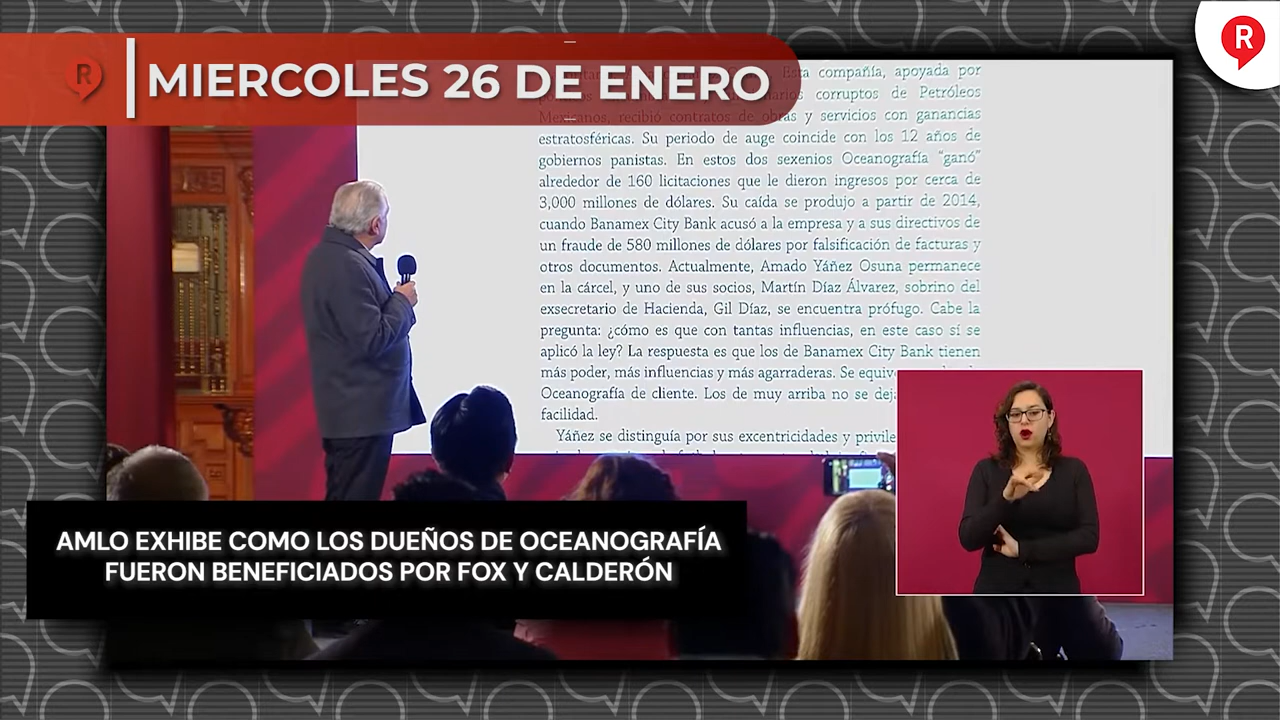 R
R
MIERCOLES 26 DE ENERO
Esta compañía, apoyada por
corruptos de Petróleos
Mexicanos, recibió contratos de obras y servicios con ganancias
estratosféricas. Su periodo de auge coincide con los 12 años de
gobiernos panistas. En estos dos sexenios Oceanografía “ganó”
alrededor de 160 licitaciones que le dieron ingresos por cerca de
3,000 millones de dólares. Su caída se produjo a partir de 2014,
cuando Banamex City Bank acusó a la empresa y a sus directivos de
un fraude de 580 millones de dólares por falsificación de facturas y
otros documentos. Actualmente, Amado Yáñez Osuna permanece
en la cárcel, y uno de sus socios, Martín Díaz Álvarez, sobrino del
exsecretario de Hacienda, Gil Díaz, se encuentra prófugo. Cabe la
pregunta: ¿cómo es que con tantas influencias, en este caso sí se
aplicó la ley? La respuesta es que los de Banamex City Bank tienen
más poder, más influencias y más agarraderas. Se
Oceanografía de cliente. Los de muy arriba no se
facilidad.
Yáñez se distinguía por sus excentricidades y
AMLO EXHIBE COMO LOS DUEÑOS DE OCEANOGRAFÍA
FUERON BENEFICIADOS POR FOX Y CALDERÓN